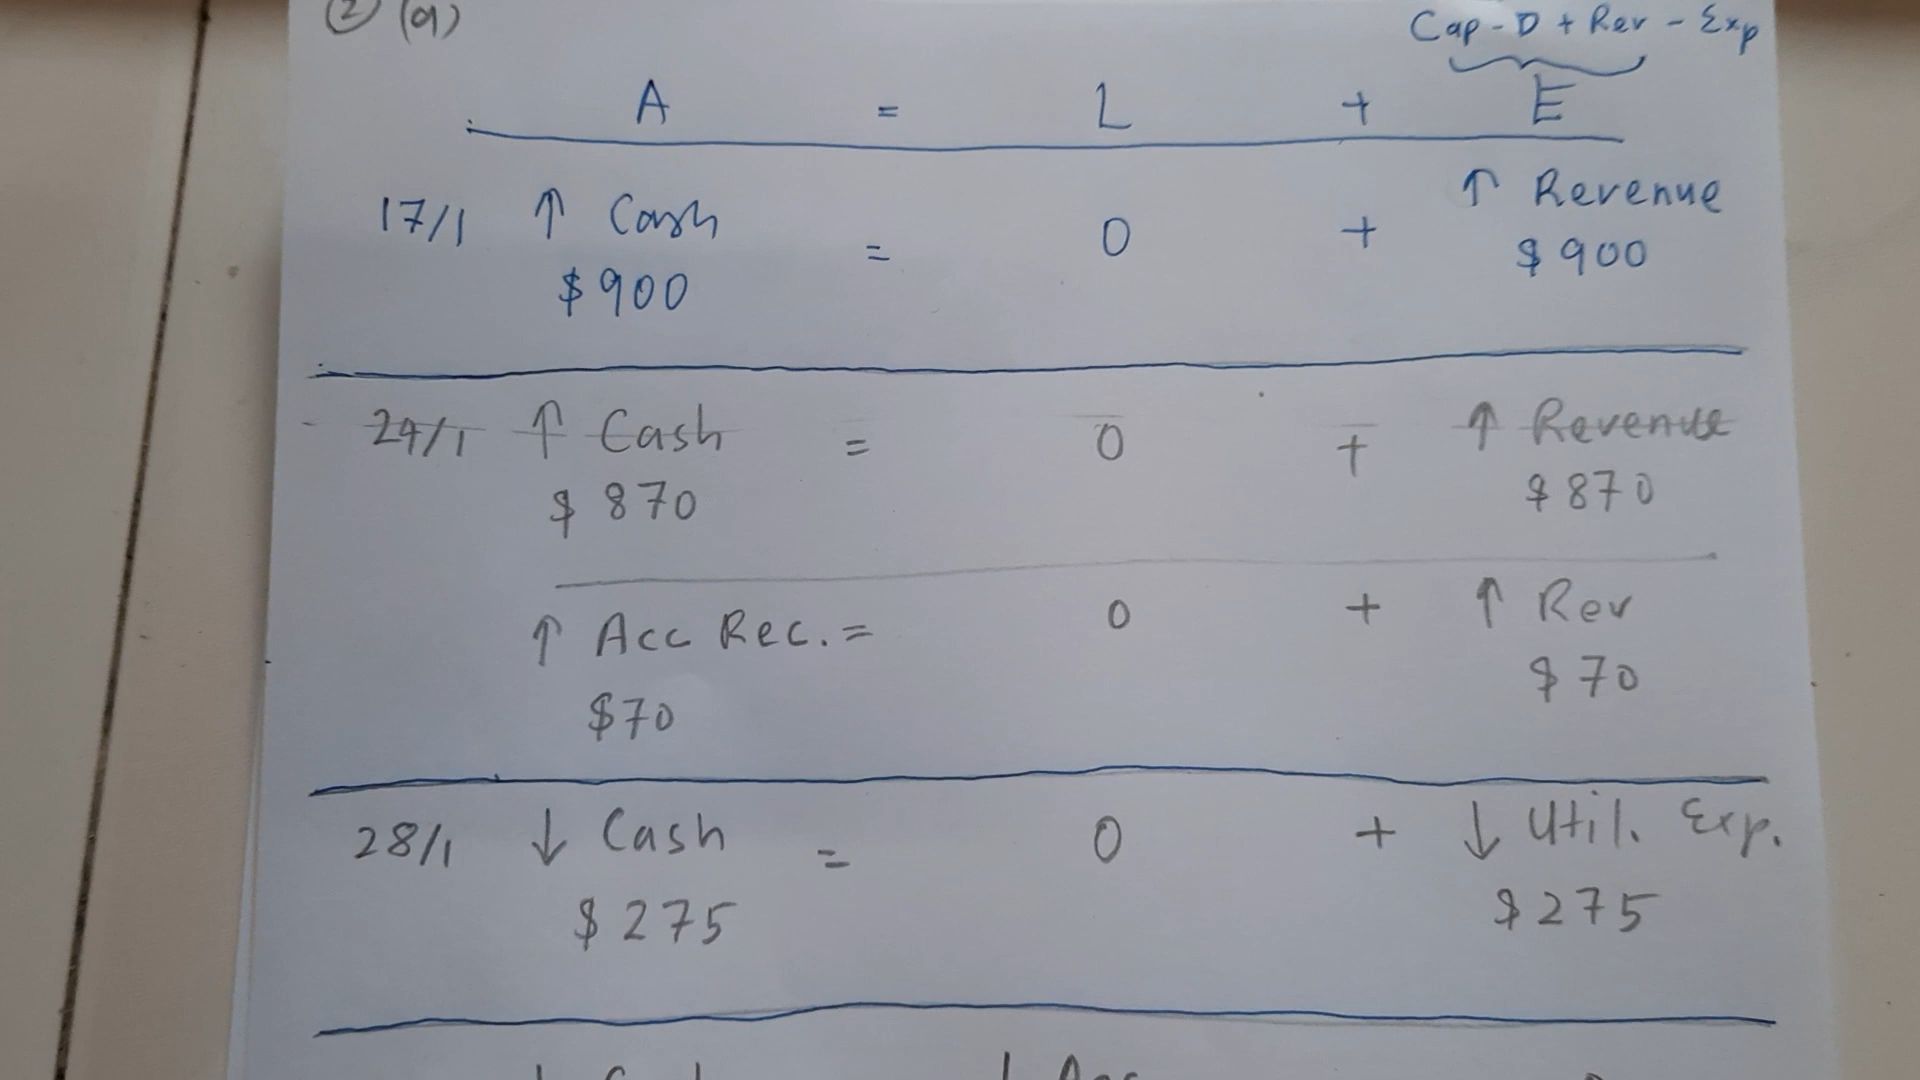 ② (a)
Cap - D + Rev - Exp
A = L + E
17/1 ↑ Cash = 0 + ↑ Revenue
$900 $900
24/1 ↑ Cash = 0 + ↑ Revenue
$870 $870
↑ Acc Rec. = 0 + ↑ Rev
$70 $70
28/1 ↓ Cash = 0 + ↓ Util. Exp.
$275 $275